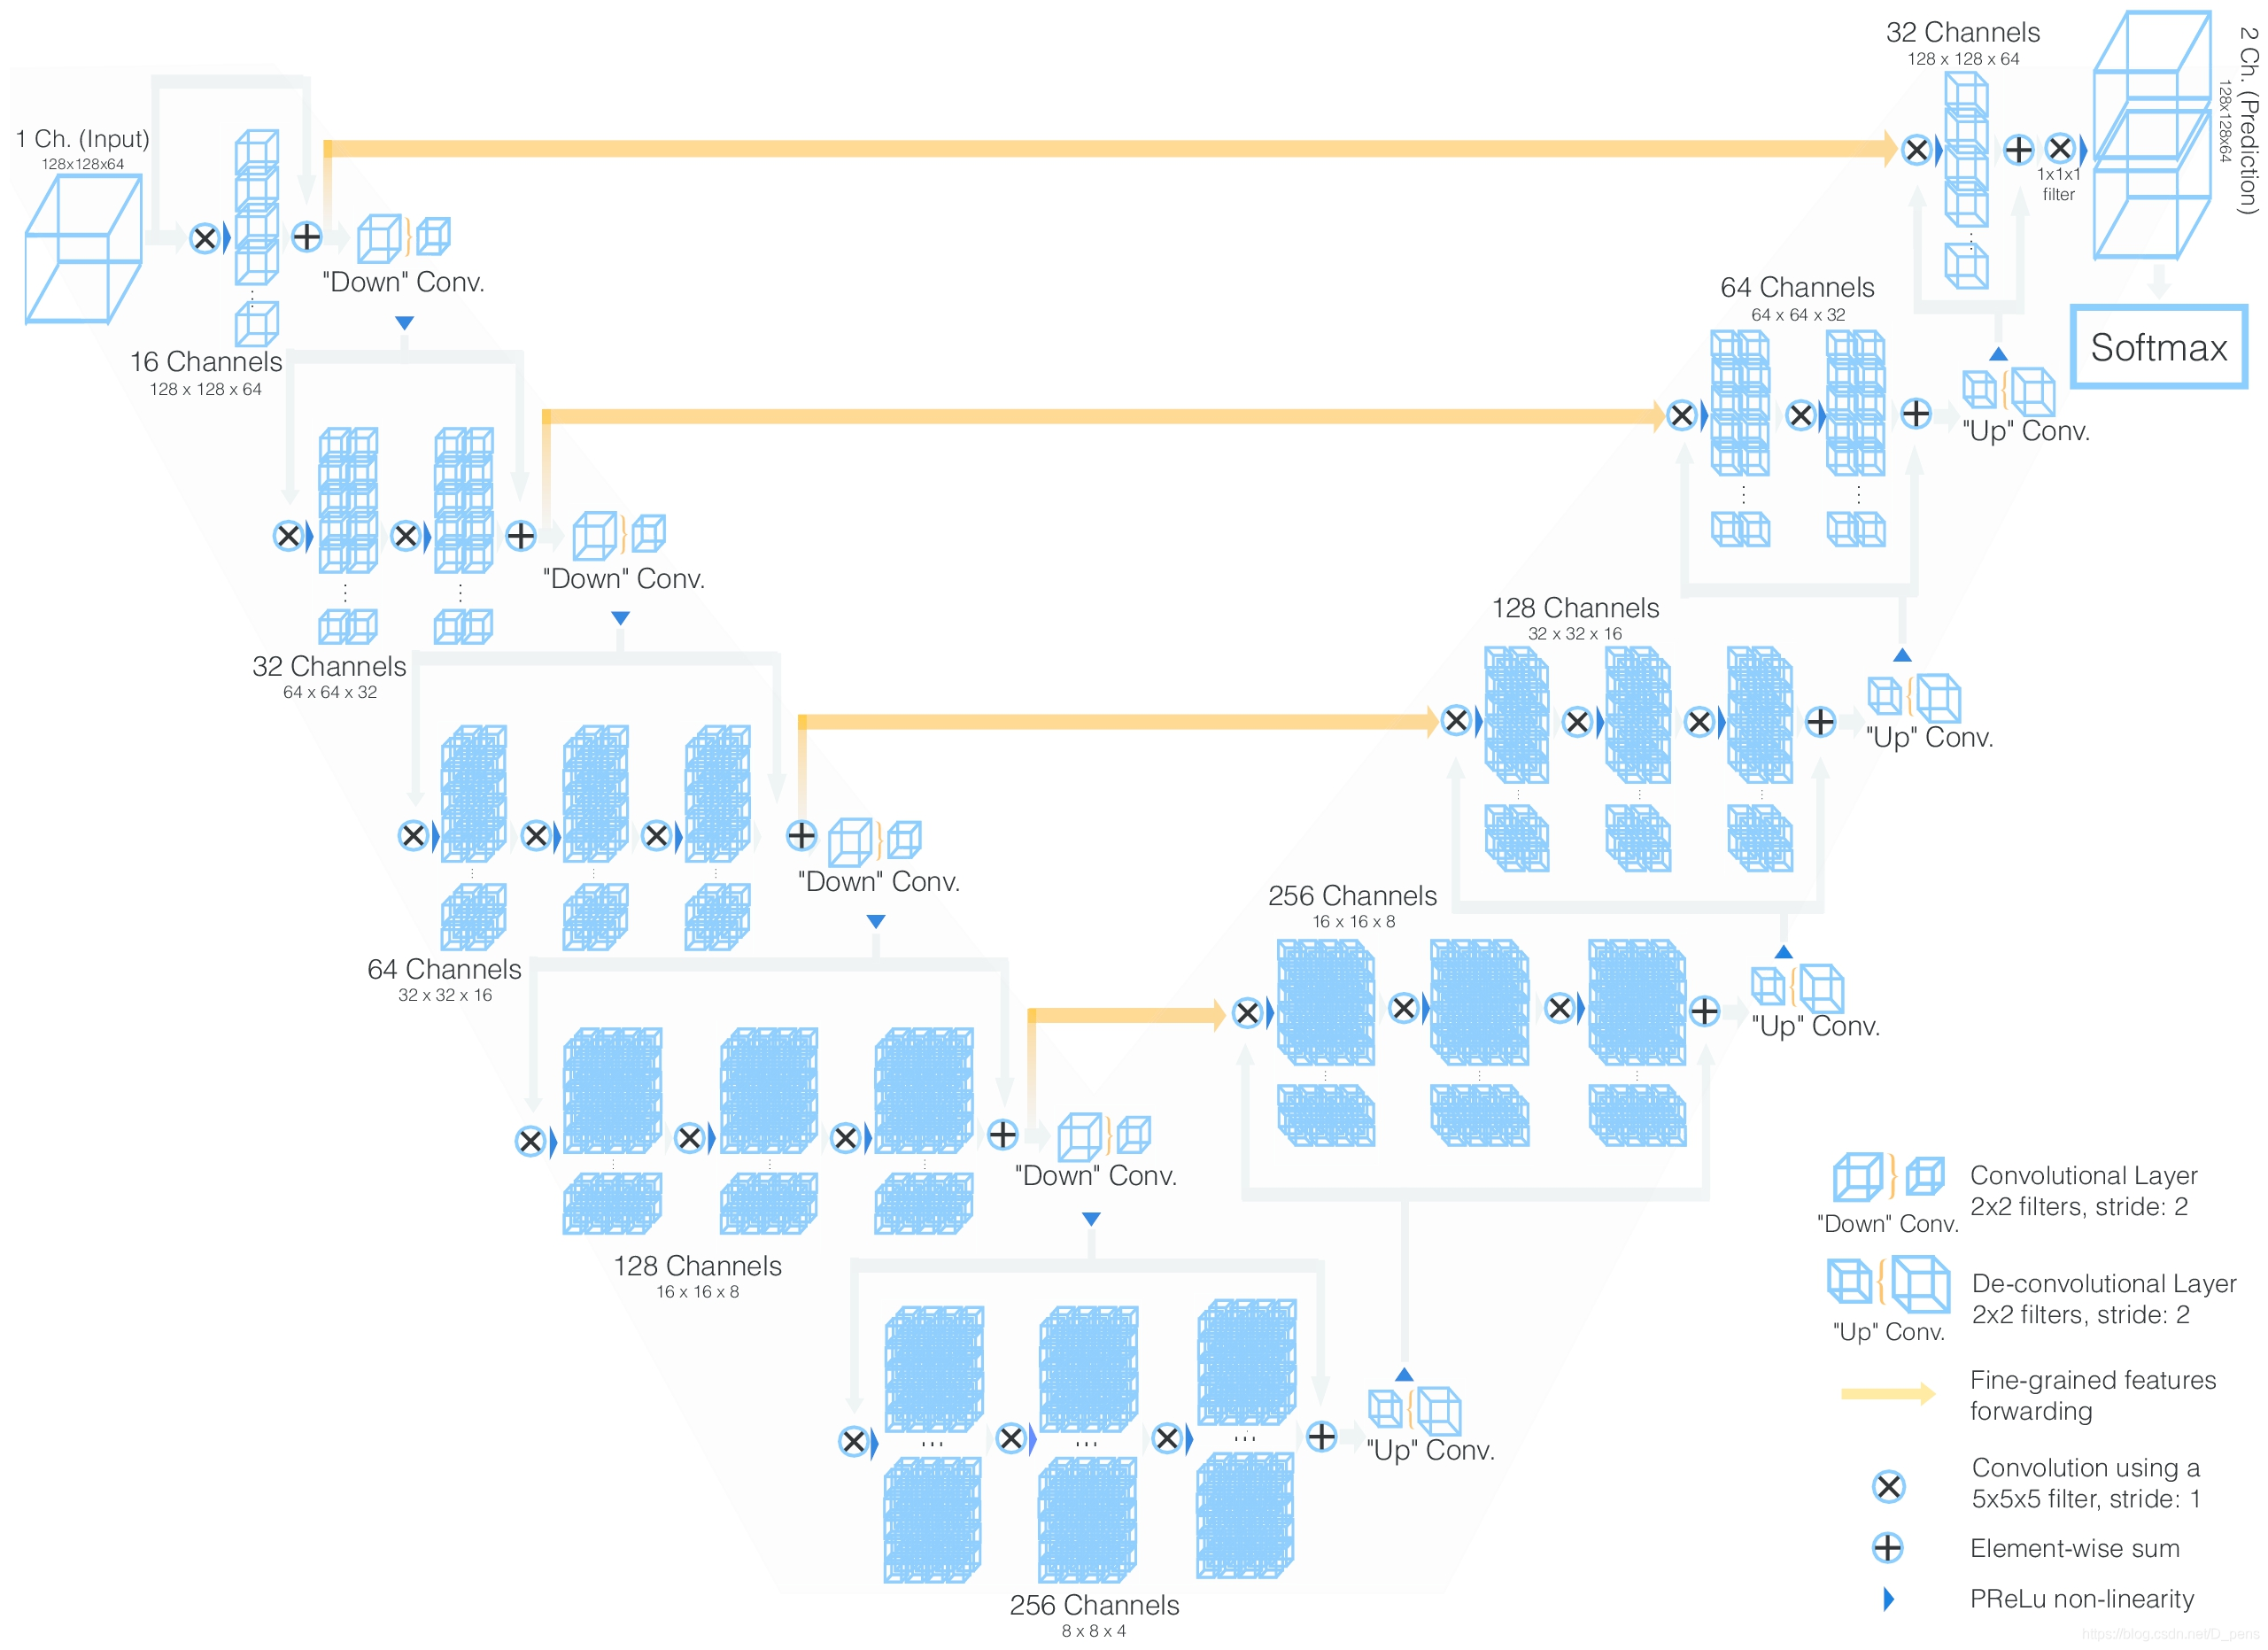 1 Ch. (Input)
128x128x64
16 Channels
128 x 128 x 64
"Down" Conv.
32 Channels
64 x 64 x 32
"Down" Conv.
64 Channels
32 x 32 x 16
"Down" Conv.
128 Channels
16 x 16 x 8
"Down" Conv.
256 Channels
8 x 8 x 4
"Up" Conv.
256 Channels
16 x 16 x 8
"Up" Conv.
128 Channels
32 x 32 x 16
"Up" Conv.
64 Channels
64 x 64 x 32
"Up" Conv.
32 Channels
128 x 128 x 64
1x1x1
filter
2 Ch. (Prediction)
128x128x64
Softmax
"Down" Conv.
Convolutional Layer
2x2 filters, stride: 2
"Up" Conv.
De-convolutional Layer
2x2 filters, stride: 2
Fine-grained features
forwarding
Convolution using a
5x5x5 filter, stride: 1
Element-wise sum
PReLu non-linearity
https://blog.csdn.net/D_pens